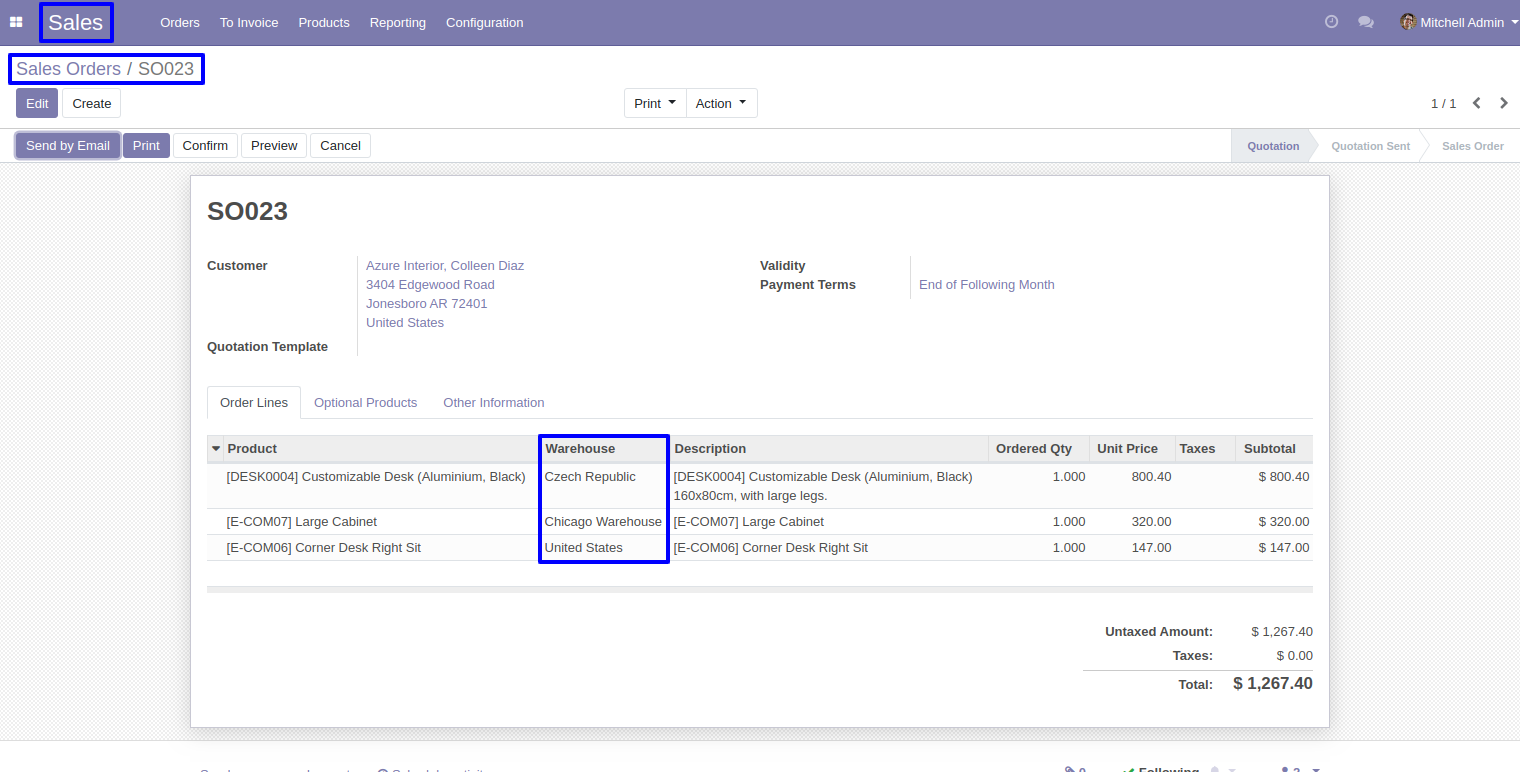 Sales Orders To Invoice Products Reporting Configuration Mitchell Admin
Sales Orders / SO023
Edit Create Print Action 1 / 1
Send by Email Print Confirm Preview Cancel Quotation Quotation Sent Sales Order
SO023
Customer Azure Interior, Colleen Diaz Validity
3404 Edgewood Road Payment Terms End of Following Month
Jonesboro AR 72401
United States
Quotation Template
Order Lines Optional Products Other Information
Product Warehouse Description Ordered Qty Unit Price Taxes Subtotal
[DESK0004] Customizable Desk (Aluminium, Black) Czech Republic [DESK0004] Customizable Desk (Aluminium, Black) 1.000 800.40 $ 800.40
160x80cm, with large legs.
[E-COM07] Large Cabinet Chicago Warehouse [E-COM07] Large Cabinet 1.000 320.00 $ 320.00
[E-COM06] Corner Desk Right Sit United States [E-COM06] Corner Desk Right Sit 1.000 147.00 $ 147.00
Untaxed Amount: $ 1,267.40
Taxes: $ 0.00
Total: $ 1,267.40
Following